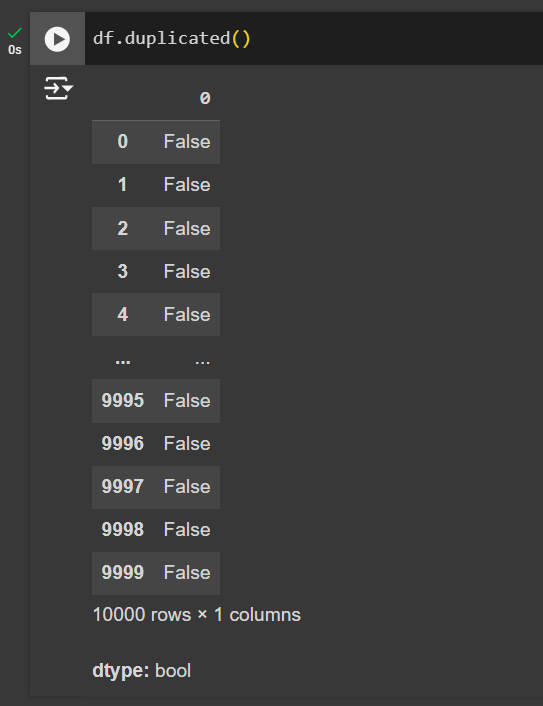 0s
df.duplicated()
0
0 False
1 False
2 False
3 False
4 False
... ...
9995 False
9996 False
9997 False
9998 False
9999 False
10000 rows × 1 columns
dtype: bool